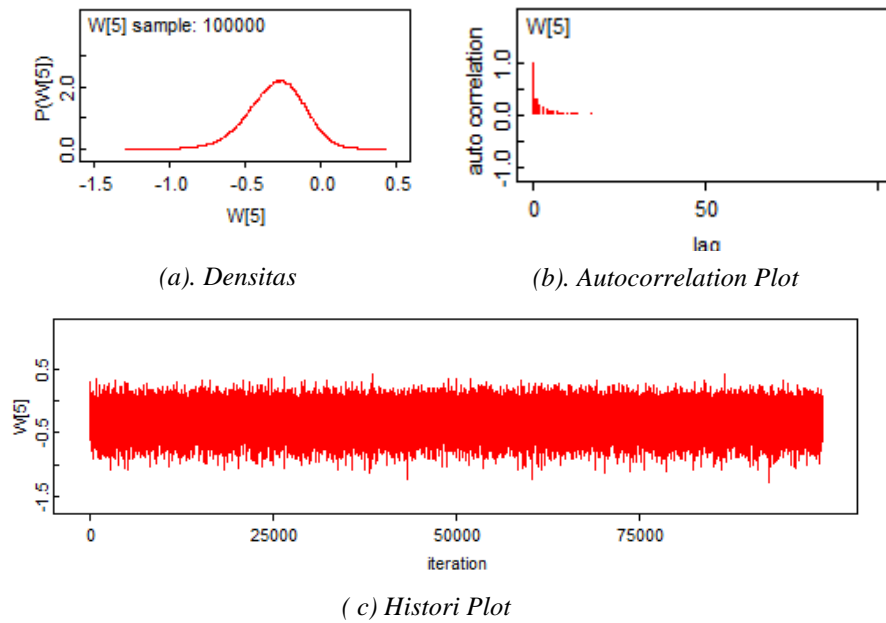 W[5] sample: 100000
P(W[5])
2.0
0.0
-1.5 -1.0 -0.5 0.0 0.5
W[5]
(a). Densitas
W[5]
auto correlation
1.0
0.0
-1.0
0 50
lag
(b). Autocorrelation Plot
W[5]
0.5
-0.5
-1.5
0 25000 50000 75000
iteration
( c) Histori Plot